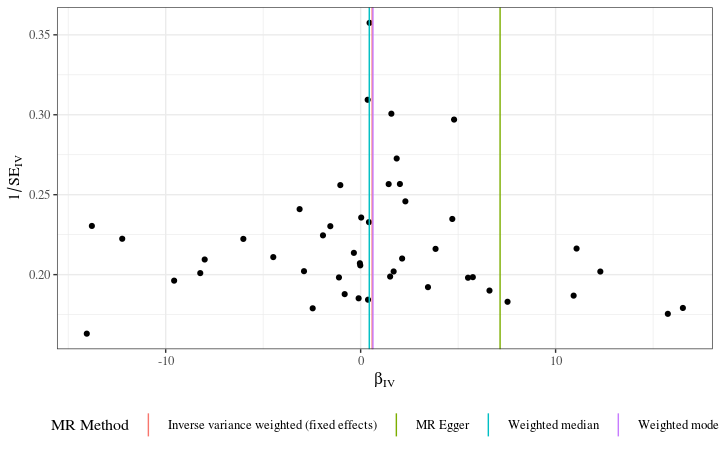 0.35
0.30
0.25
0.20
1/SE_IV
-10 0 10
β_IV
MR Method Inverse variance weighted (fixed effects) MR Egger Weighted median Weighted mode